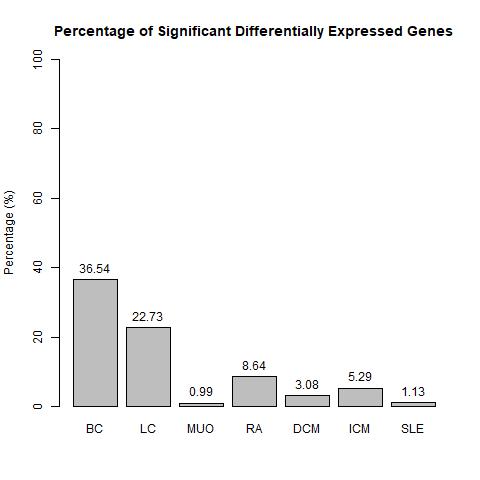 Percentage of Significant Differentially Expressed Genes
Percentage (%)
100
80
60
40
20
0
36.54
22.73
0.99
8.64
3.08
5.29
1.13
BC
LC
MUO
RA
DCM
ICM
SLE